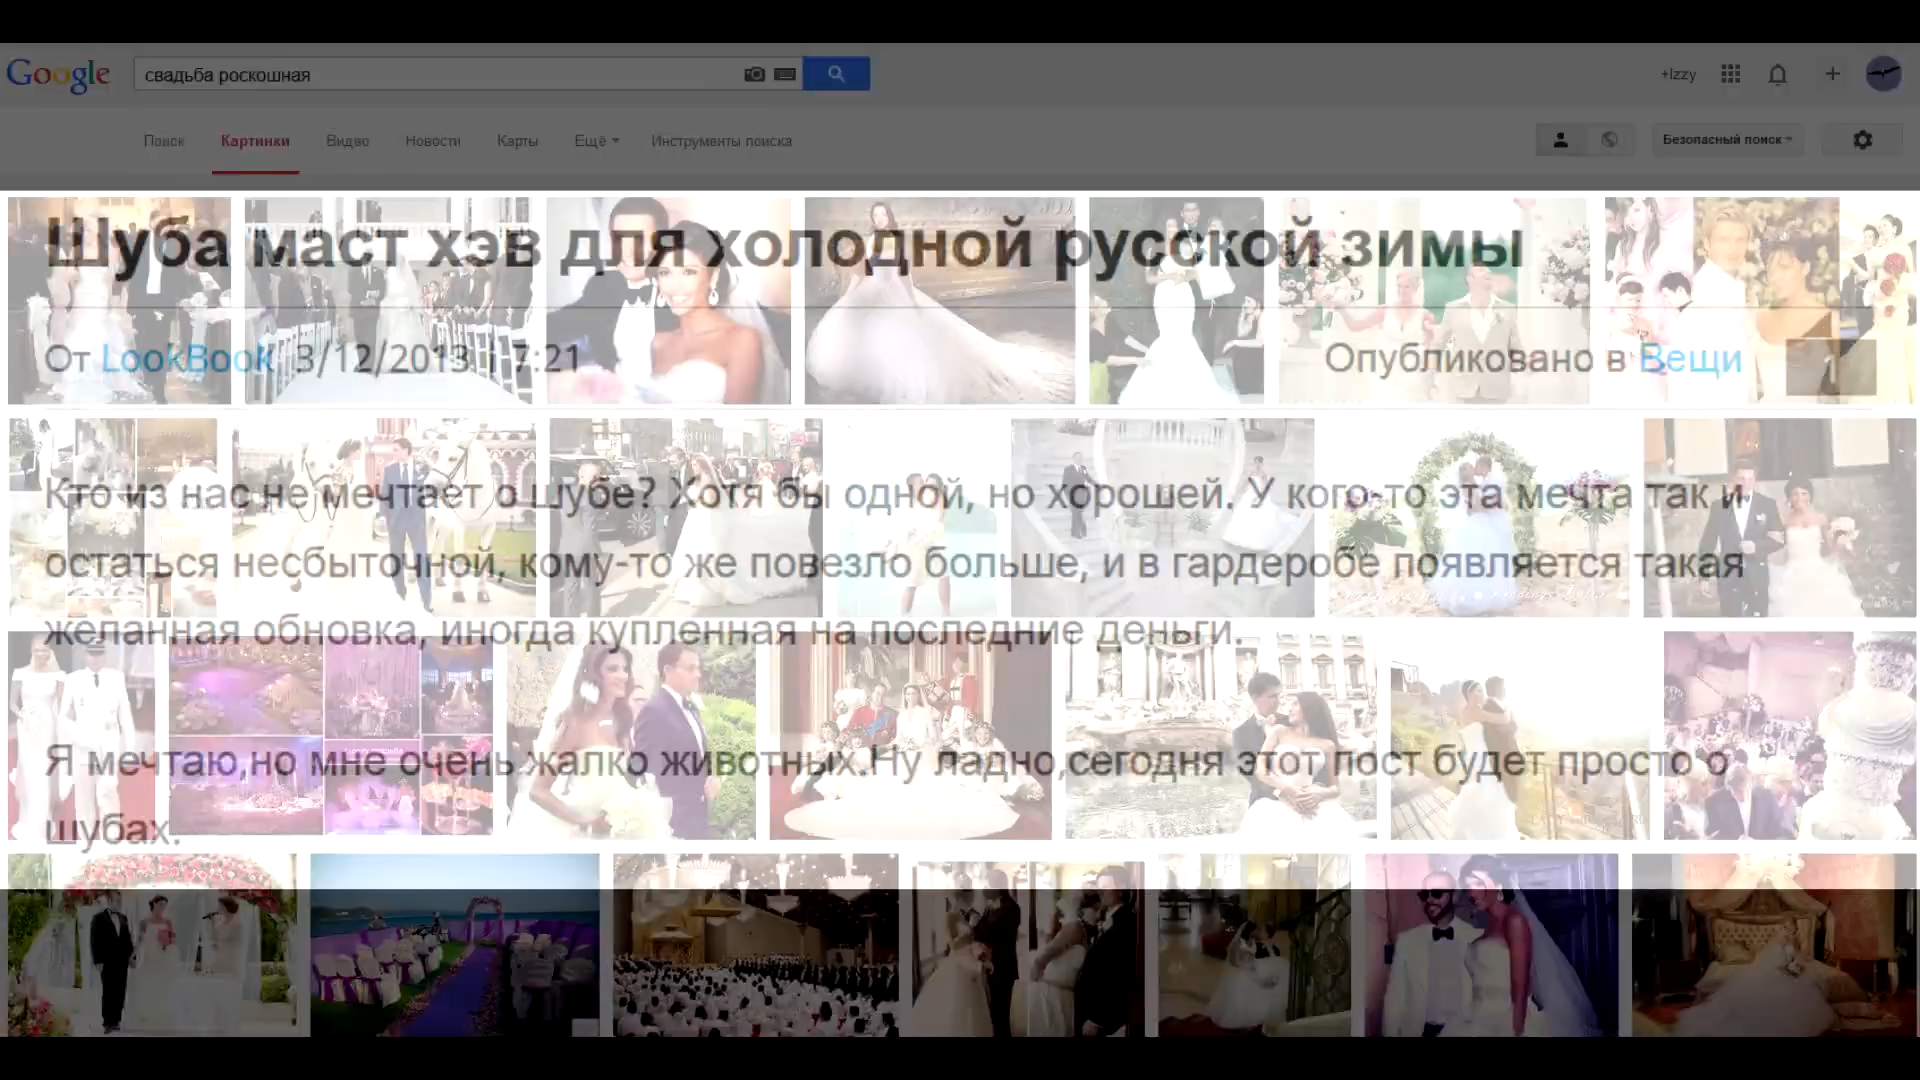 Google
свадьба роскошная
+Izzy
Поиск Картинки Видео Новости Карты Ещё Инструменты поиска
Безопасный поиск
Шуба маст хэв для холодной русской зимы
От LookBook 3/12/2013 17:21
Опубликовано в Вещи
1
Кто из нас не мечтает о шубе? Хотя бы одной, но хорошей. У кого-то эта мечта так и
остаться несбыточной, кому-то же повезло больше, и в гардеробе появляется такая
желанная обновка, иногда купленная на последние деньги.
Я мечтаю,но мне очень жалко животных.Ну ладно,сегодня этот пост будет просто о
шубах.